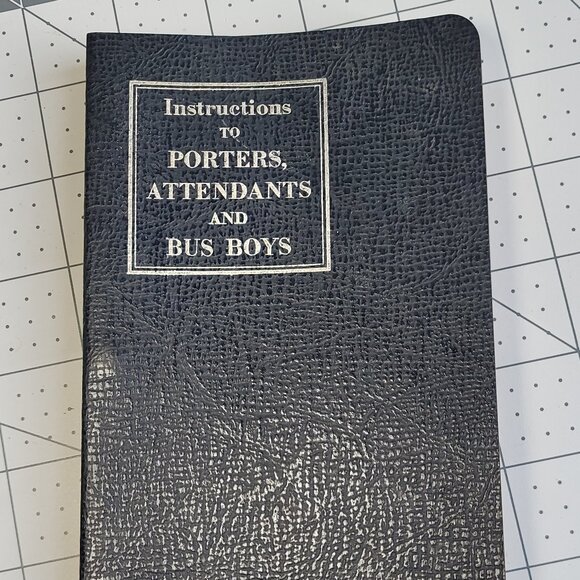 Instructions
TO
PORTERS,
ATTENDANTS
AND
BUS BOYS